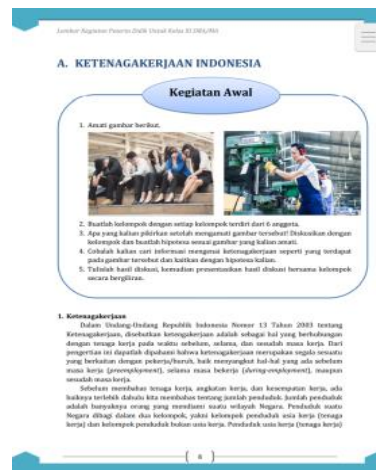 Lembar Kegiatan Peserta Didik Untuk Kelas XI SMA/MA
A. KETENAGAKERJAAN INDONESIA
Kegiatan Awal
1. Amati gambar berikut.
2. Buatlah kelompok dengan setiap kelompok terdiri dari 6 anggota.
3. Apa yang kalian pikirkan setelah mengamati gambar tersebut! Diskusikan dengan
kelompok dan buatlah hipotesa sesuai gambar yang kalian amati.
4. Cobalah kalian cari informasi mengenai ketenagakerjaan seperti yang terdapat
pada gambar tersebut dan kaitkan dengan hipotesa kalian.
5. Tulislah hasil diskusi, kemudian presentasikan hasil diskusi bersama kelompok
secara bergiliran.
1. Ketenagakerjaan
Dalam Undang-Undang Republik Indonesia Nomor 13 Tahun 2003 tentang
Ketenagakerjaan, disebutkan ketengakerjaan adalah sebagai hal yang berhubungan
dengan tenaga kerja pada waktu sebelum, selama, dan sesudah masa kerja. Dari
pengertian ini dapatlah dipahami bahwa ketenagakerjaan merupakan segala sesuatu
yang berkaitan dengan pekerja/buruh, baik menyangkut hal-hal yang ada sebelum
masa kerja (preemployment), selama masa bekerja (during-employment), maupun
sesudah masa kerja.
Sebelum membahas tenaga kerja, angkatan kerja, dan kesempatan kerja, ada
baiknya terlebih dahulu kita membahas tentang jumlah penduduk. Jumlah penduduk
adalah banyaknya orang yang mendiami suatu wilayah Negara. Penduduk suatu
Negara dibagi dalam dua kelompok, yakni kelompok penduduk usia kerja (tenaga
kerja) dan kelompok penduduk bukan usia kerja. Penduduk usia kerja (tenaga kerja)